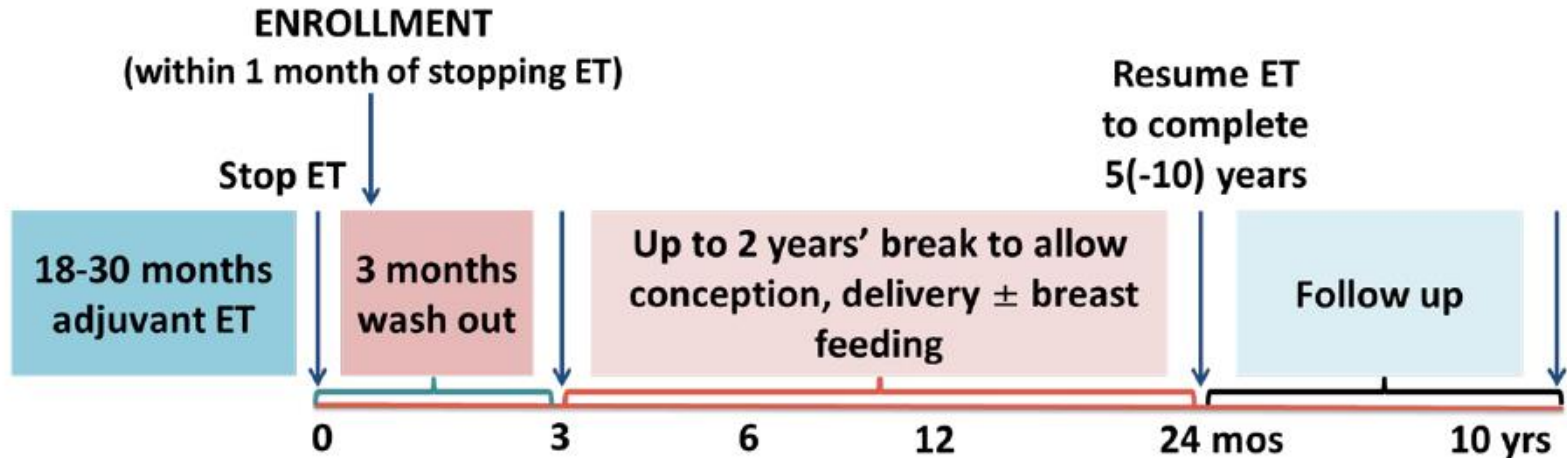 ENROLLMENT
(within 1 month of stopping ET)
Stop ET
Resume ET
to complete
5(-10) years
18-30 months
adjuvant ET
3 months
wash out
Up to 2 years’ break to allow
conception, delivery ± breast
feeding
Follow up
0
3
6
12
24 mos
10 yrs